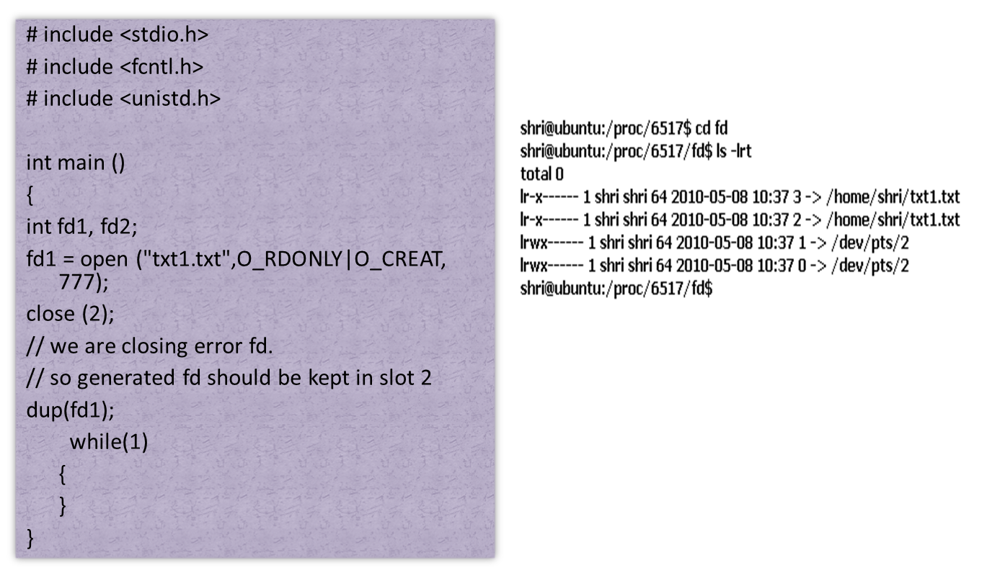 # include <stdio.h>
# include <fcntl.h>
# include <unistd.h>
int main ()
{
int fd1, fd2;
fd1 = open ("txt1.txt",O_RDONLY|O_CREAT,
777);
close (2);
// we are closing error fd.
// so generated fd should be kept in slot 2
dup(fd1);
while(1)
{
}
}
shri@ubuntu:/proc/6517$ cd fd
shri@ubuntu:/proc/6517/fd$ ls -lrt
total 0
lr-x------ 1 shri shri 64 2010-05-08 10:37 3 -> /home/shri/txt1.txt
lr-x------ 1 shri shri 64 2010-05-08 10:37 2 -> /home/shri/txt1.txt
lrwx------ 1 shri shri 64 2010-05-08 10:37 1 -> /dev/pts/2
lrwx------ 1 shri shri 64 2010-05-08 10:37 0 -> /dev/pts/2
shri@ubuntu:/proc/6517/fd$